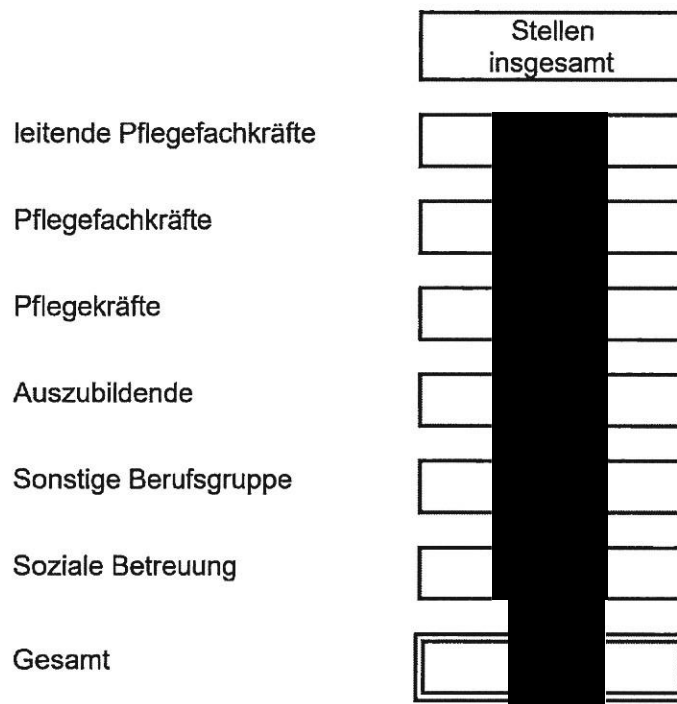 Stellen
insgesamt
leitende Pflegefachkräfte
Pflegefachkräfte
Pflegekräfte
Auszubildende
Sonstige Berufsgruppe
Soziale Betreuung
Gesamt